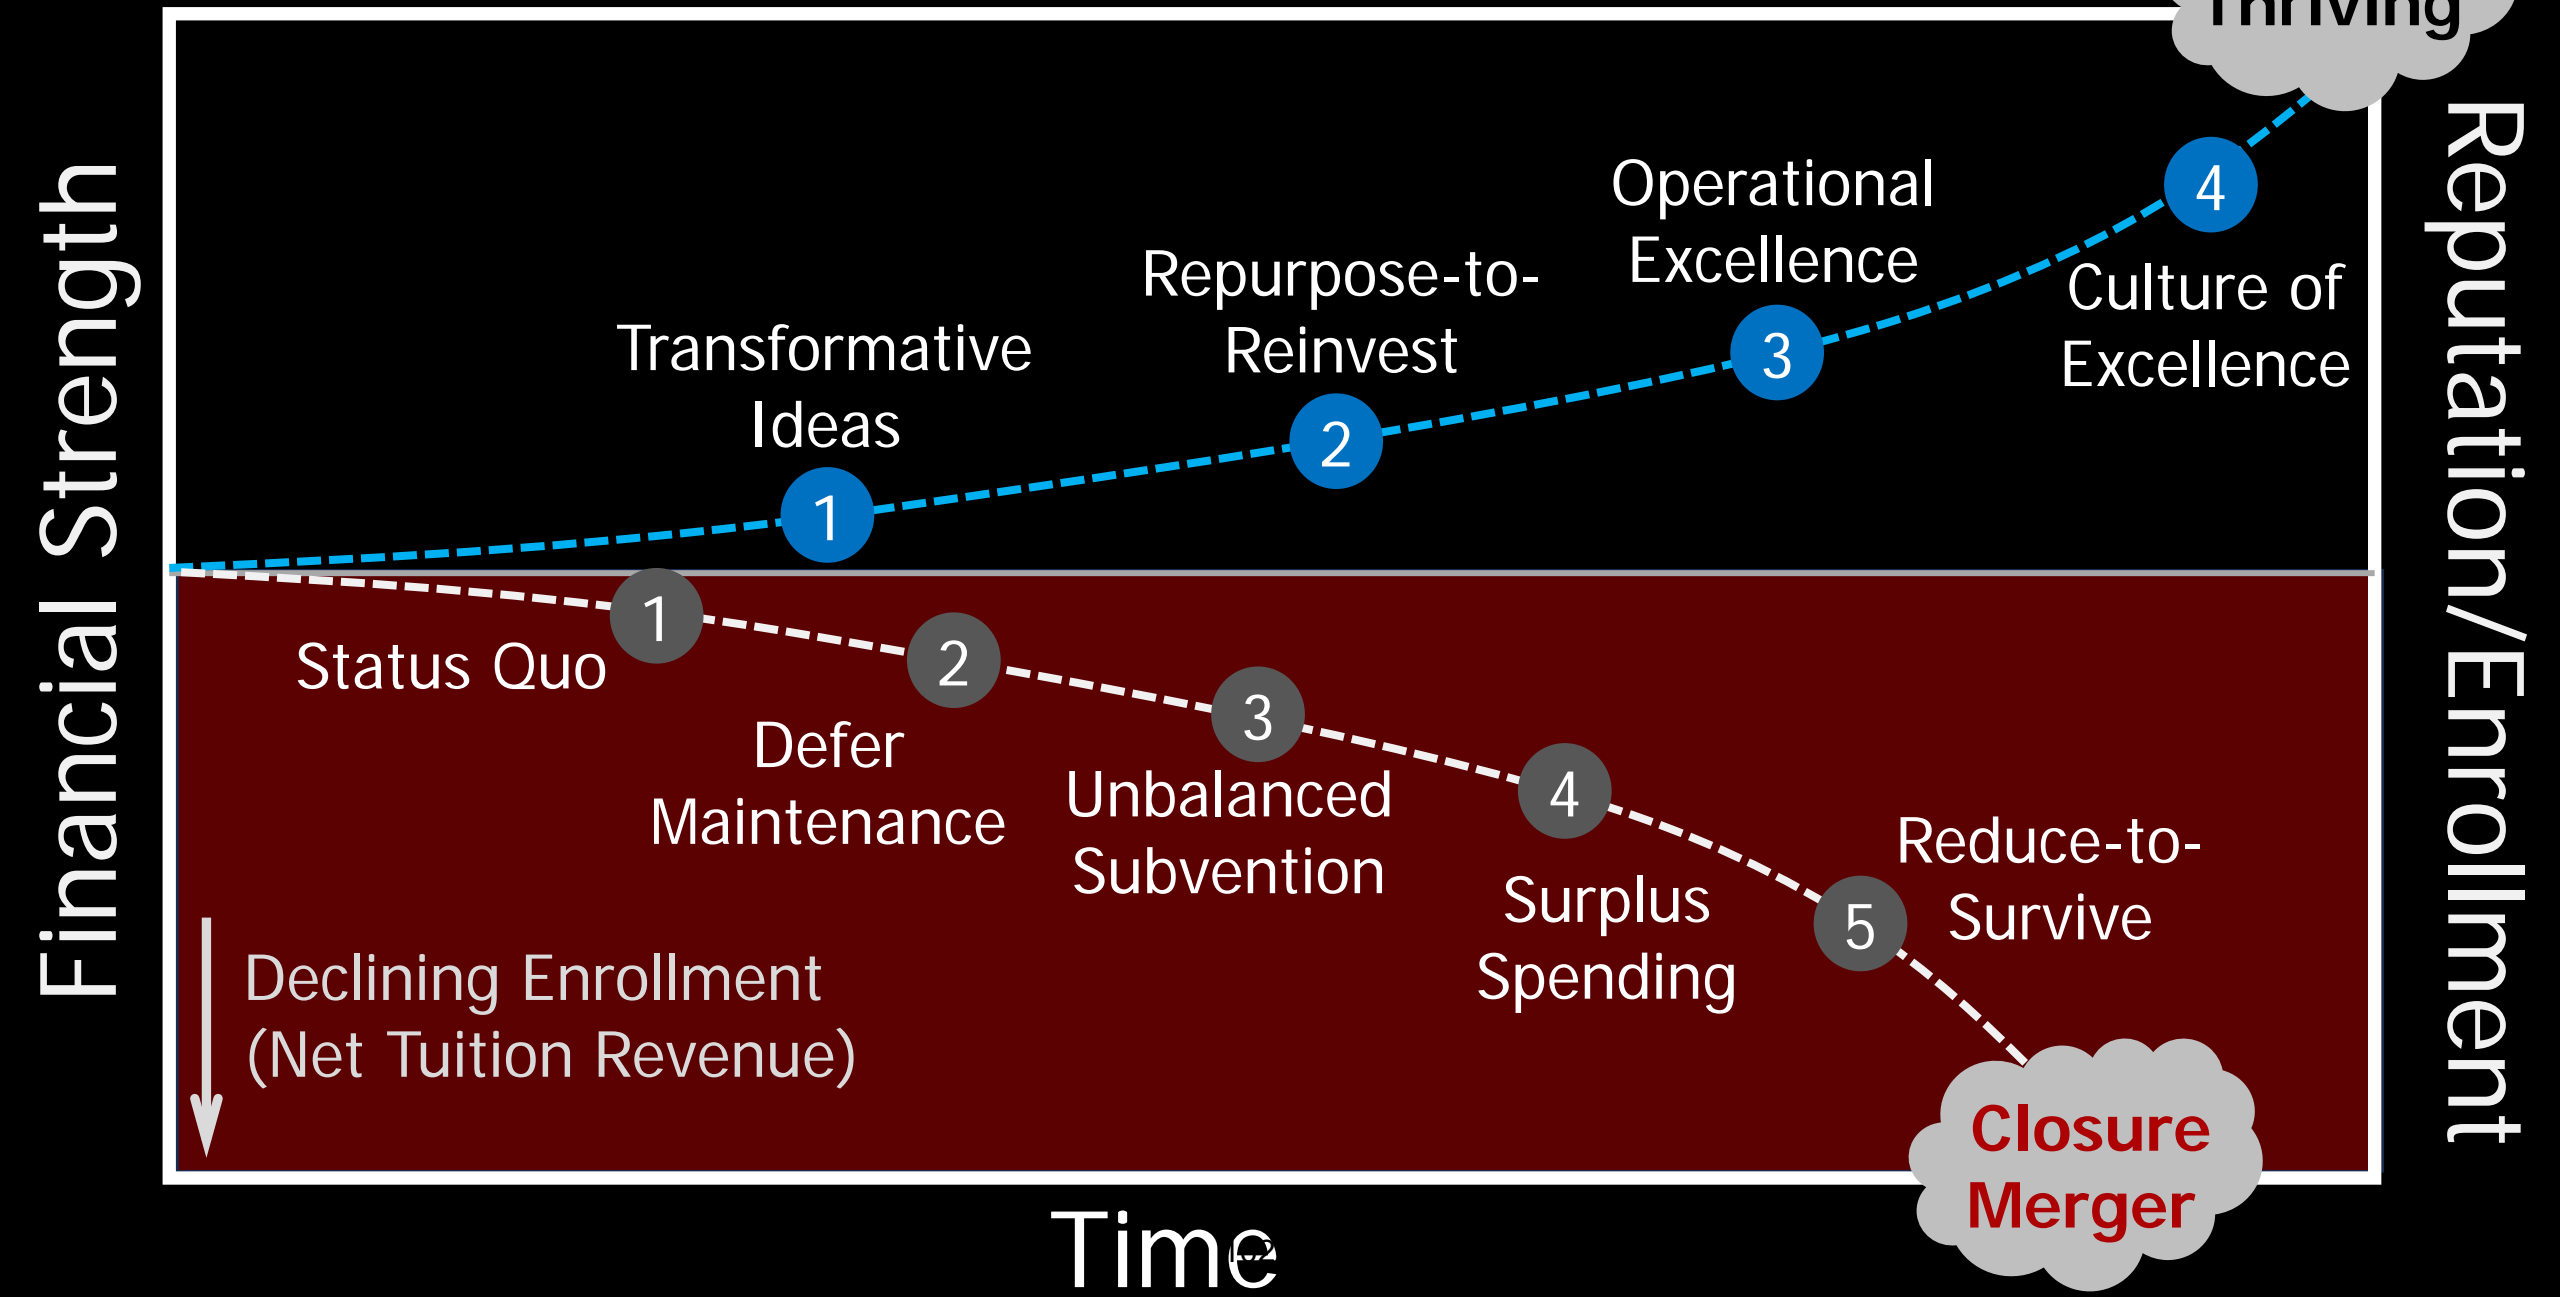 Thriving
Financial Strength
Reputation/Enrollment
Operational
Excellence
3
4
Culture of
Excellence
Repurpose-to-
Reinvest
2
Transformative
Ideas
1
1
Status Quo
2
Defer
Maintenance
3
Unbalanced
Subvention
4
Surplus
Spending
5
Reduce-to-
Survive
Declining Enrollment
(Net Tuition Revenue)
Closure
Merger
Time